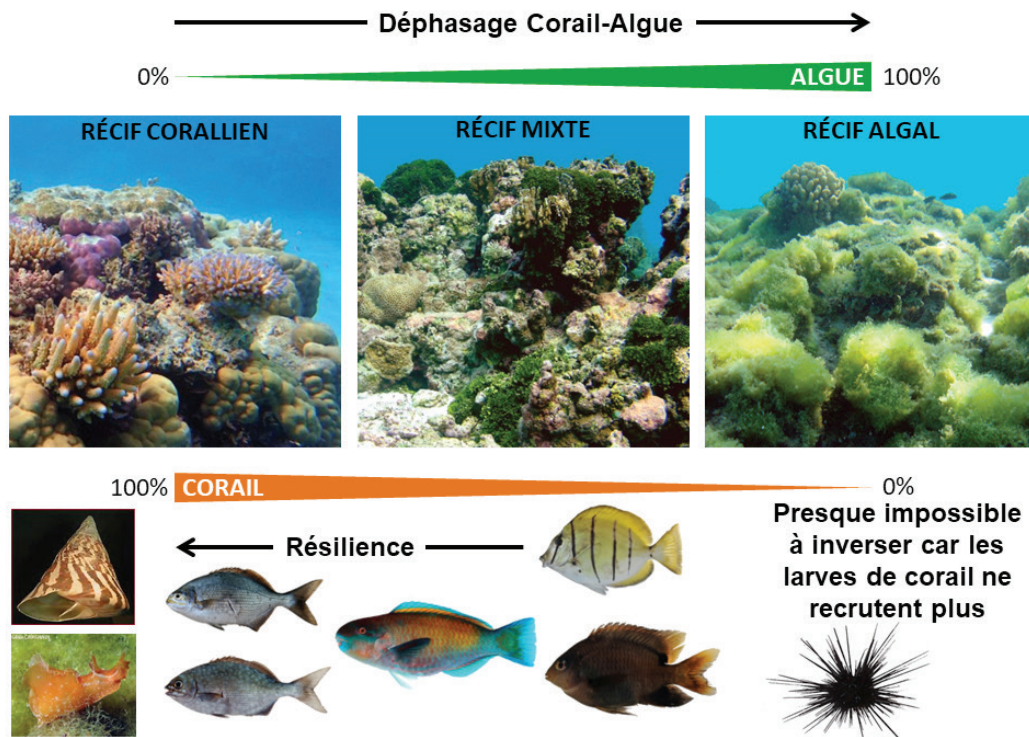 Déphasage Corail-Algue
0%
ALGUE
100%
RÉCIF CORALLIEN
RÉCIF MIXTE
RÉCIF ALGAL
100%
CORAIL
0%
Résilience
Presque impossible
à inverser car les
larves de corail ne
recrutent plus